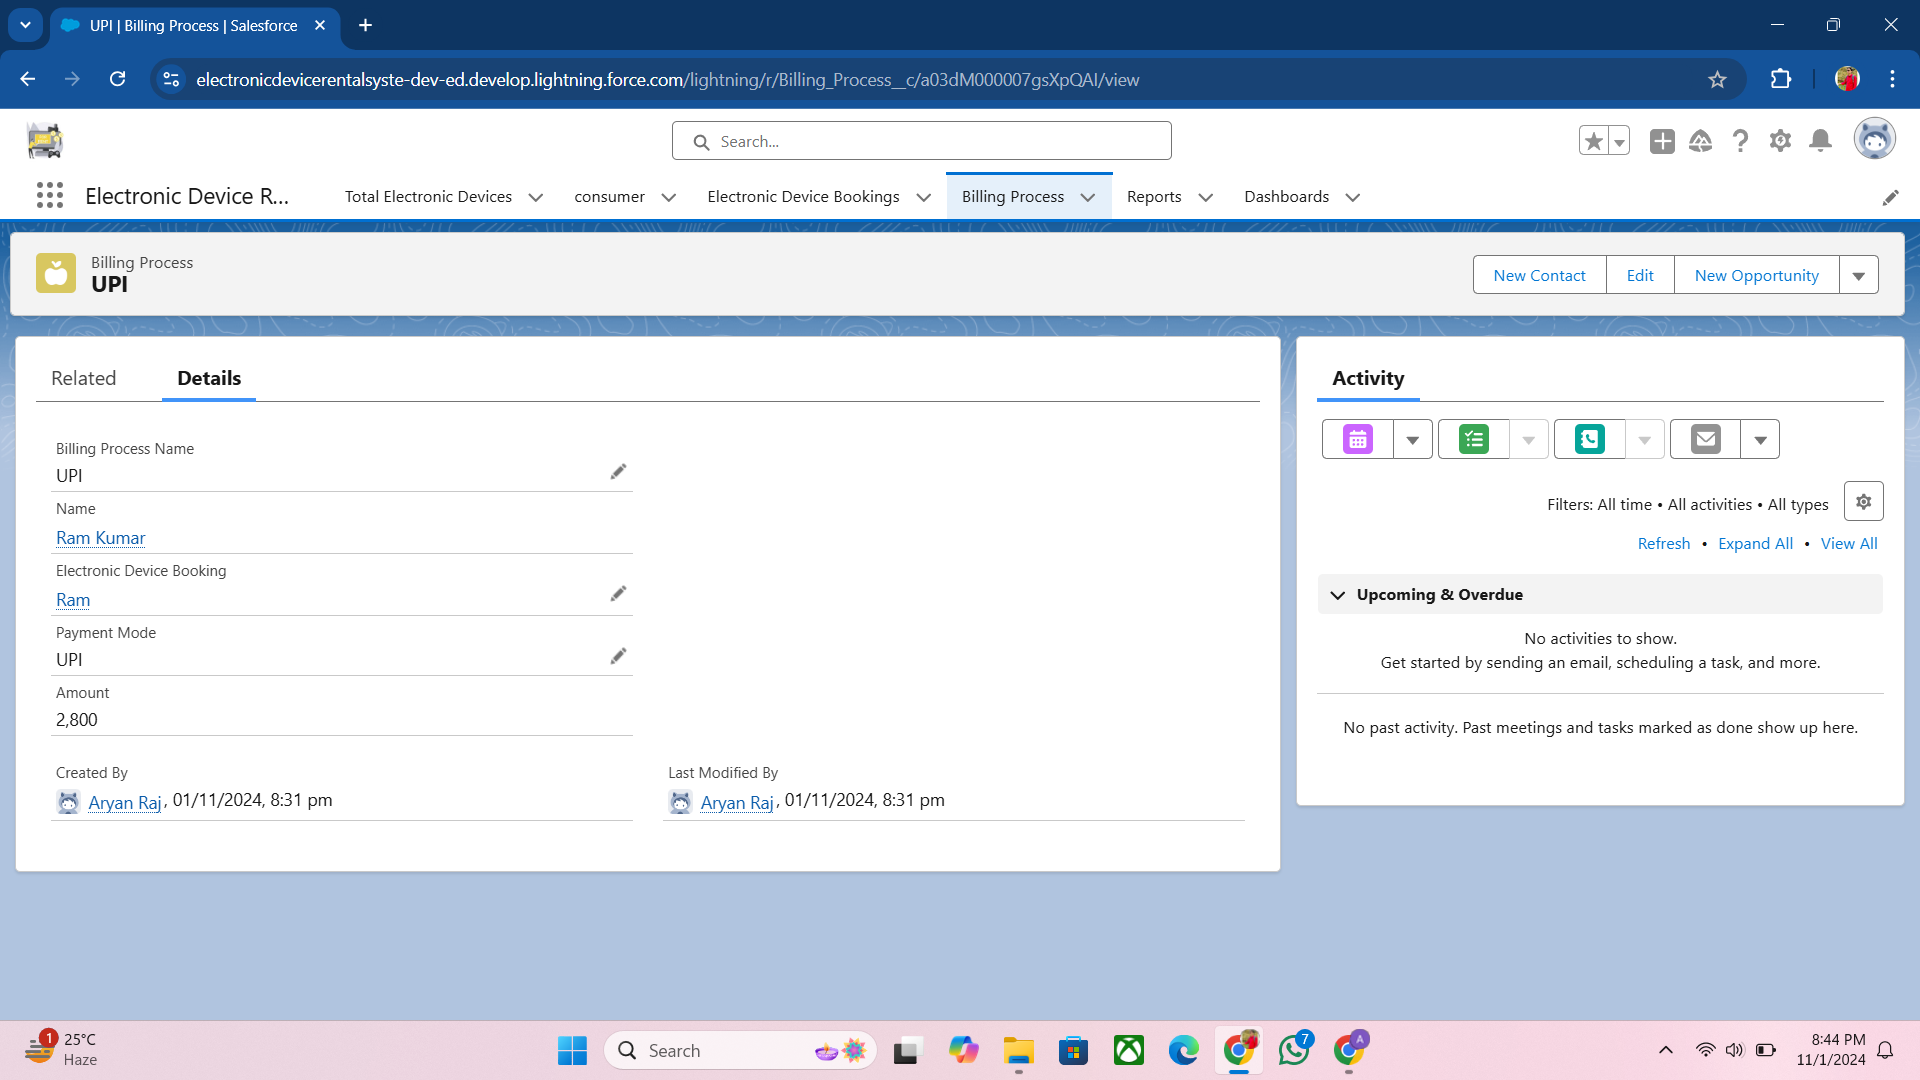 UPI | Billing Process | Salesforce
electronicdevicerentalsyste-dev-ed.develop.lightning.force.com/lightning/r/Billing_Process__c/a03dM000007gsXpQAI/view
Search...
Electronic Device R...
Total Electronic Devices
consumer
Electronic Device Bookings
Billing Process
Reports
Dashboards
Billing Process
UPI
New Contact
Edit
New Opportunity
Related
Details
Billing Process Name
UPI
Name
Ram Kumar
Electronic Device Booking
Ram
Payment Mode
UPI
Amount
2,800
Created By
Aryan Raj, 01/11/2024, 8:31 pm
Last Modified By
Aryan Raj, 01/11/2024, 8:31 pm
Activity
Filters: All time • All activities • All types
Refresh • Expand All • View All
Upcoming & Overdue
No activities to show.
Get started by sending an email, scheduling a task, and more.
No past activity. Past meetings and tasks marked as done show up here.
1
25°C
Haze
Search
7
A
8:44 PM
11/1/2024